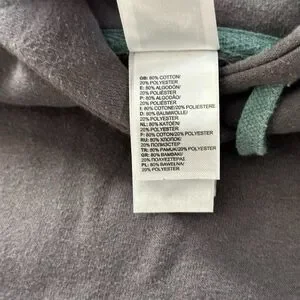 GB: 80% COTTON/
20% POLYESTER
E: 80% ALGODÓN/
20% POLIÉSTER
P: 80% ALGODÃO/
20% POLIÉSTER
I: 80% COTONE/20% POLIESTERE
D: 80% BAUMWOLLE/
20% POLYESTER
NL: 80% KATOEN/
20% POLYESTER
F: 80% COTON/
20% POLYESTER
RU: 80% ХЛОПОК/
20% ПОЛИЭСТЕР
TR: 80% PAMUK/20% POLYESTER
GR: 80% ΒΑΜΒΑΚΙ/
20% ΠΟΛΥΕΣΤΕΡΑΣ
PL: 80% BAWEŁNA/
20% POLYESTER